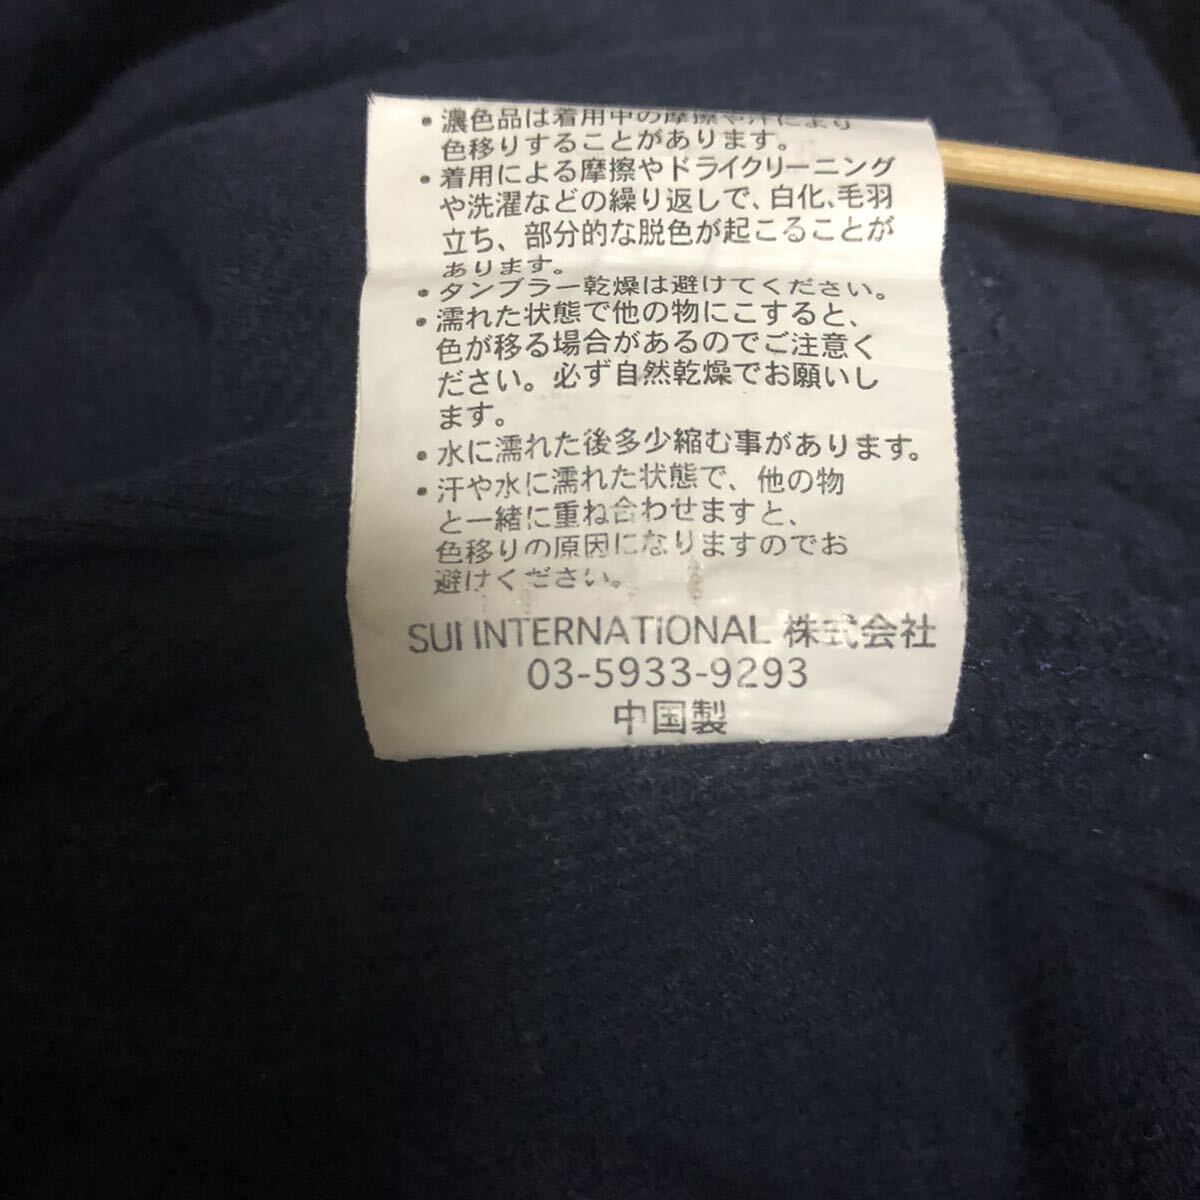 ・濃色品は着用中の摩擦や汗により
色移りすることがあります。
・着用による摩擦やドライクリーニング
や洗濯などの繰り返しで、白化、毛羽
立ち、部分的な脱色が起こることが
あります。
・タンブラー乾燥は避けてください。
・濡れた状態で他の物にこすると、
色が移る場合があるのでご注意く
ださい。必ず自然乾燥でお願いし
ます。
・水に濡れた後多少縮む事があります。
・汗や水に濡れた状態で、他の物
と一緒に重ね合わせますと、
色移りの原因になりますのでお
避けください。
SUI INTERNATIONAL 株式会社
03-5933-9293
中国製